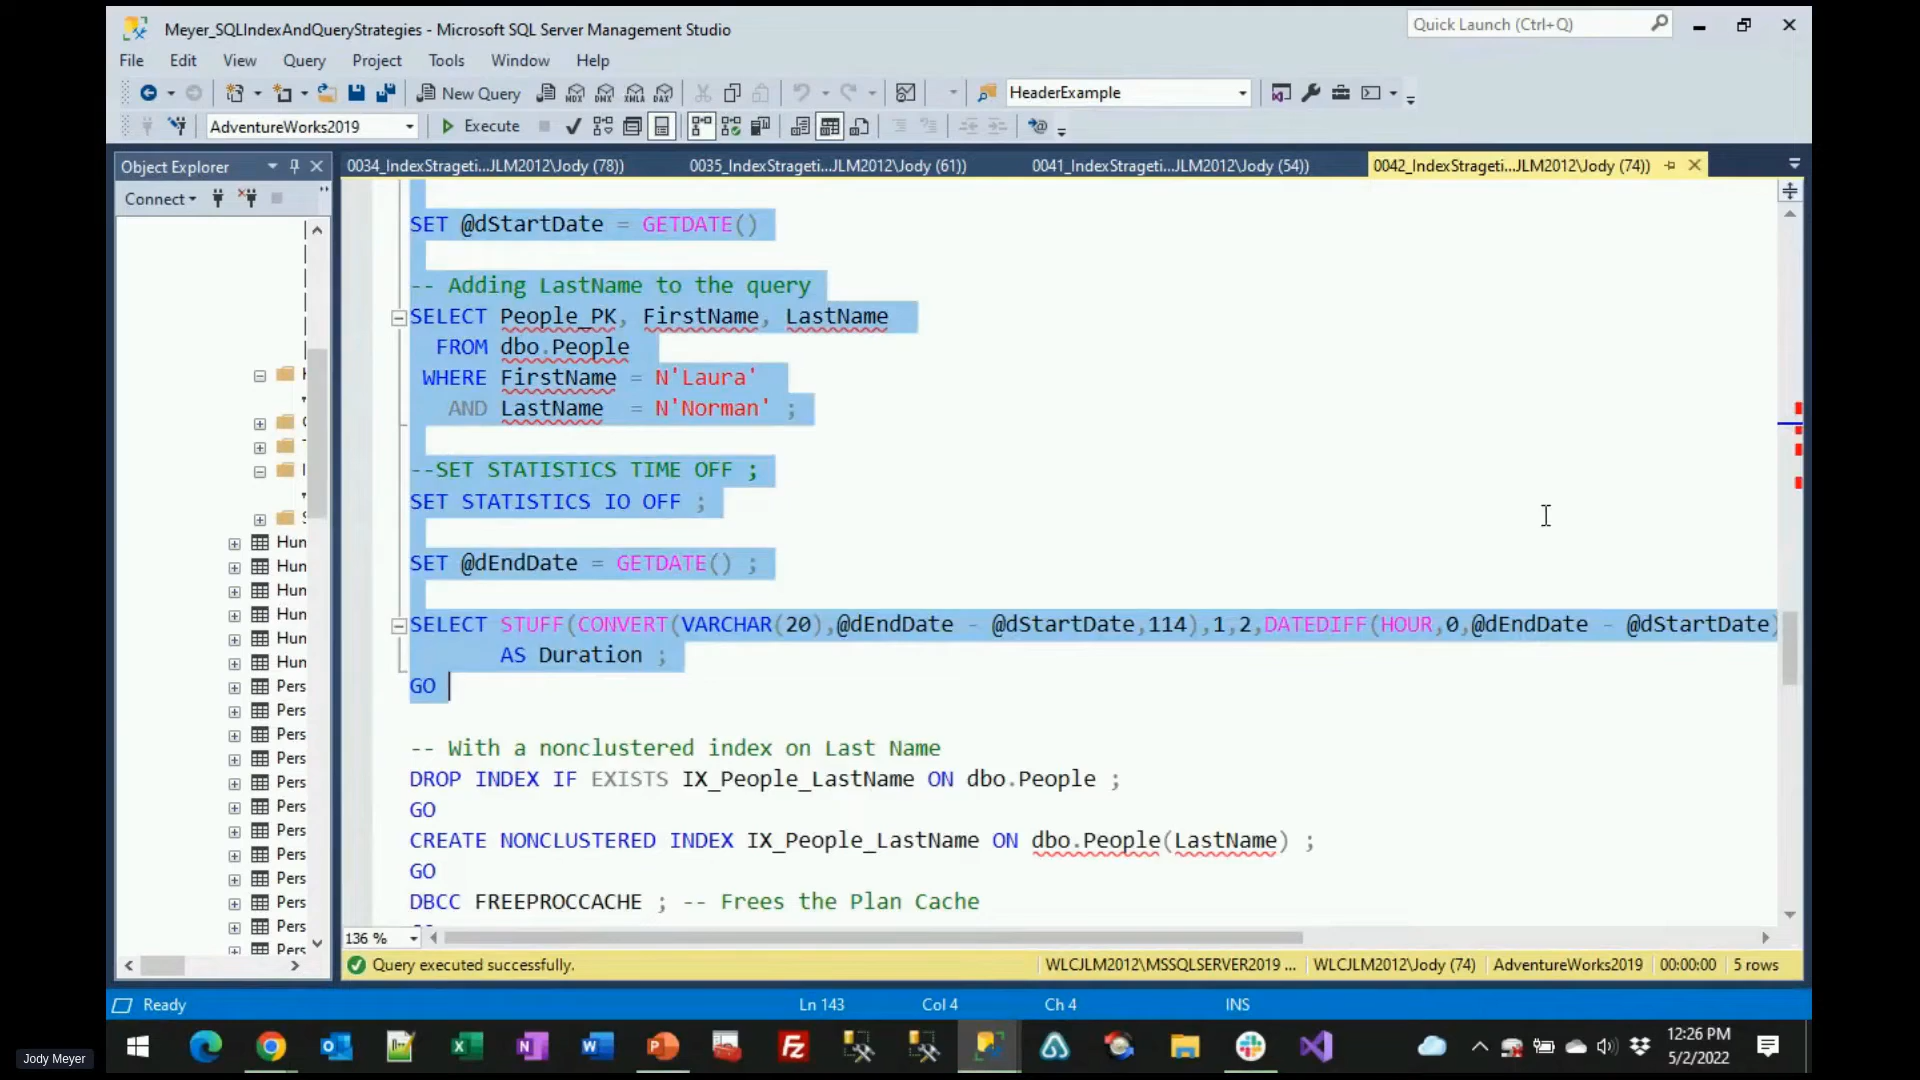 Meyer_SQLIndexAndQueryStrategies - Microsoft SQL Server Management Studio
Quick Launch (Ctrl+Q)
File Edit View Query Project Tools Window Help
New Query
MDX DMX XMLA DAX
HeaderExample
AdventureWorks2019
Execute
Object Explorer
0034_IndexStrageti...JLM2012\Jody (78))
0035_IndexStrageti...JLM2012\Jody (61))
0041_IndexStrageti...JLM2012\Jody (54))
0042_IndexStrageti...JLM2012\Jody (74))
Connect
SET @dStartDate = GETDATE()
-- Adding LastName to the query
SELECT People_PK, FirstName, LastName
FROM dbo.People
WHERE FirstName = N'Laura'
AND LastName = N'Norman' ;
--SET STATISTICS TIME OFF ;
SET STATISTICS IO OFF ;
SET @dEndDate = GETDATE() ;
SELECT STUFF(CONVERT(VARCHAR(20),@dEndDate - @dStartDate,114),1,2,DATEDIFF(HOUR,0,@dEndDate - @dStartDate)
AS Duration ;
GO
-- With a nonclustered index on Last Name
DROP INDEX IF EXISTS IX_People_LastName ON dbo.People ;
GO
CREATE NONCLUSTERED INDEX IX_People_LastName ON dbo.People(LastName) ;
GO
DBCC FREEPROCCACHE ; -- Frees the Plan Cache
Hun
Hun
Hun
Hun
Hun
Hun
Pers
Pers
Pers
Pers
Pers
Pers
Pers
Pers
Pers
Pers
Pers
Pers
136 %
Query executed successfully.
WLCJLM2012\MSSQLSERVER2019 ...
WLCJLM2012\Jody (74)
AdventureWorks2019
00:00:00
5 rows
Ready
Ln 143
Col 4
Ch 4
INS
Jody Meyer
12:26 PM
5/2/2022